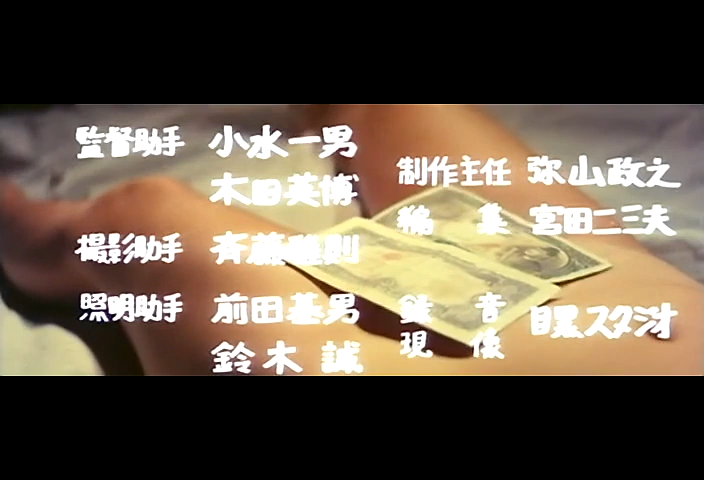 監督助手 小水一男
木田英博
撮影助手 斉藤雅則
照明助手 前田基男
鈴木 誠
制作主任 弥山政之
編 集 宮田二三夫
録 音 目黒スタジオ
現 像